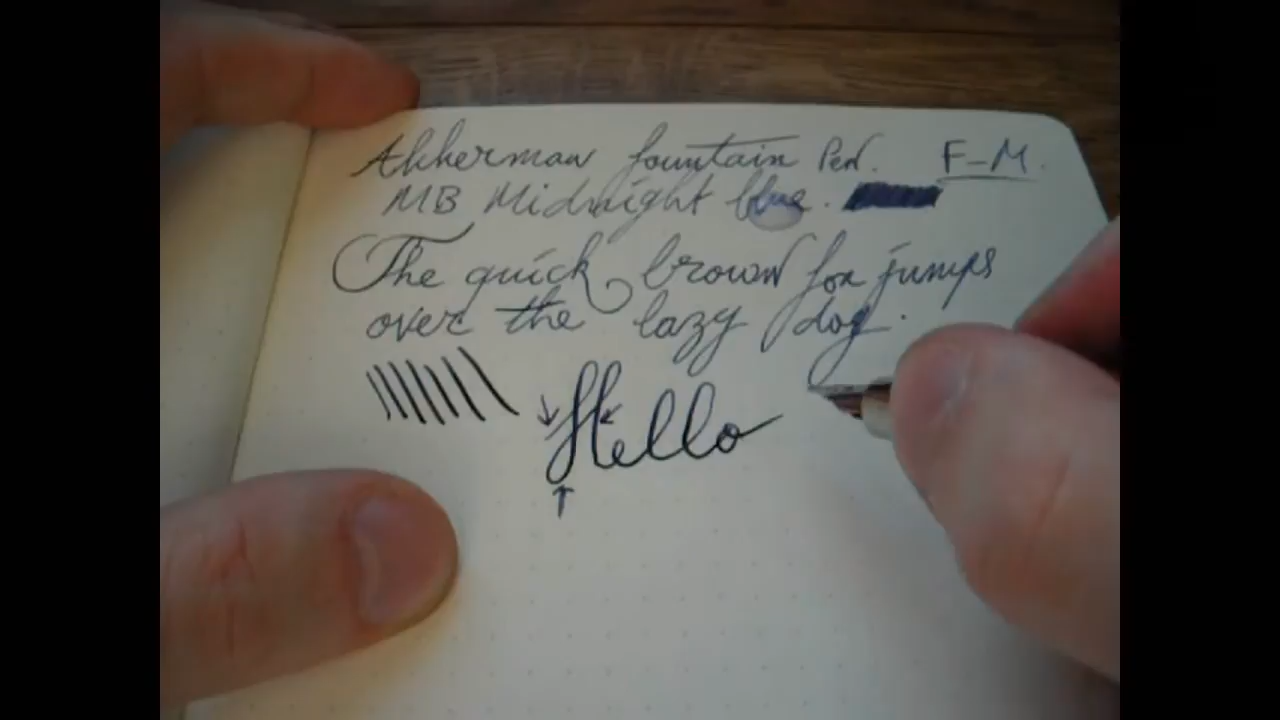 Akkerman fountain Pen. F-M.
MB Midnight blue.
The quick brown fox jumps
over the lazy dog.
Hello